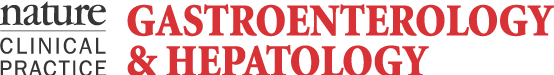 nature
CLINICAL
PRACTICE
GASTROENTEROLOGY
& HEPATOLOGY